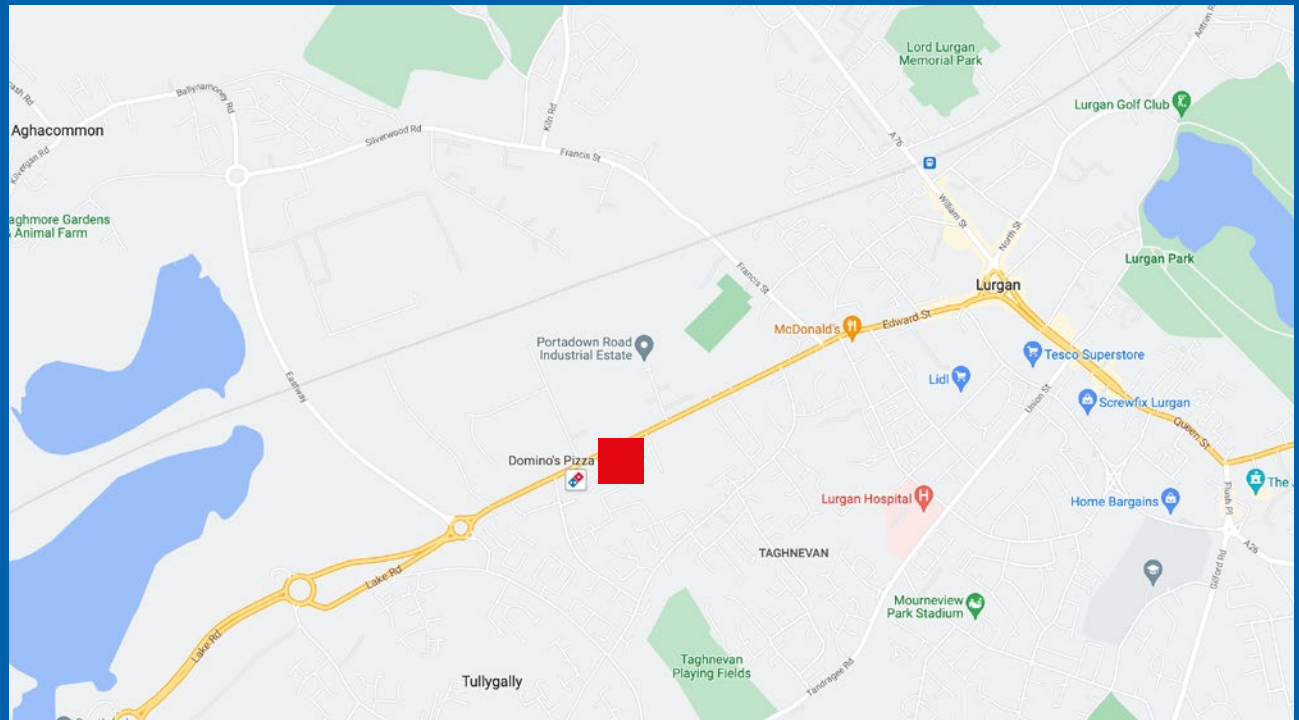 Lord Lurgan
Memorial Park
Antrim R
Lurgan Golf Club
Ballynamoney Rd
ash Rd
Aghacommon
Silverwood Rd
Kiln Rd
A76
Kilvergan Rd
Francis St
William St
aghmore Gardens
& Animal Farm
North St
Lurgan Park
Francis St
Lurgan
McDonald's
Edward St
Portadown Road
Industrial Estate
Tesco Superstore
Eastway
Lidl
Union St
Screwfix Lurgan
Queen St
Domino's Pizza
The
Lurgan Hospital
Home Bargains
Flush Pl
TAGHNEVAN
A26
Lake Rd
Gilford Rd
Mourneview
Park Stadium
Lake Rd
Taghnevan
Playing Fields
Tullygally
Tandragee Rd